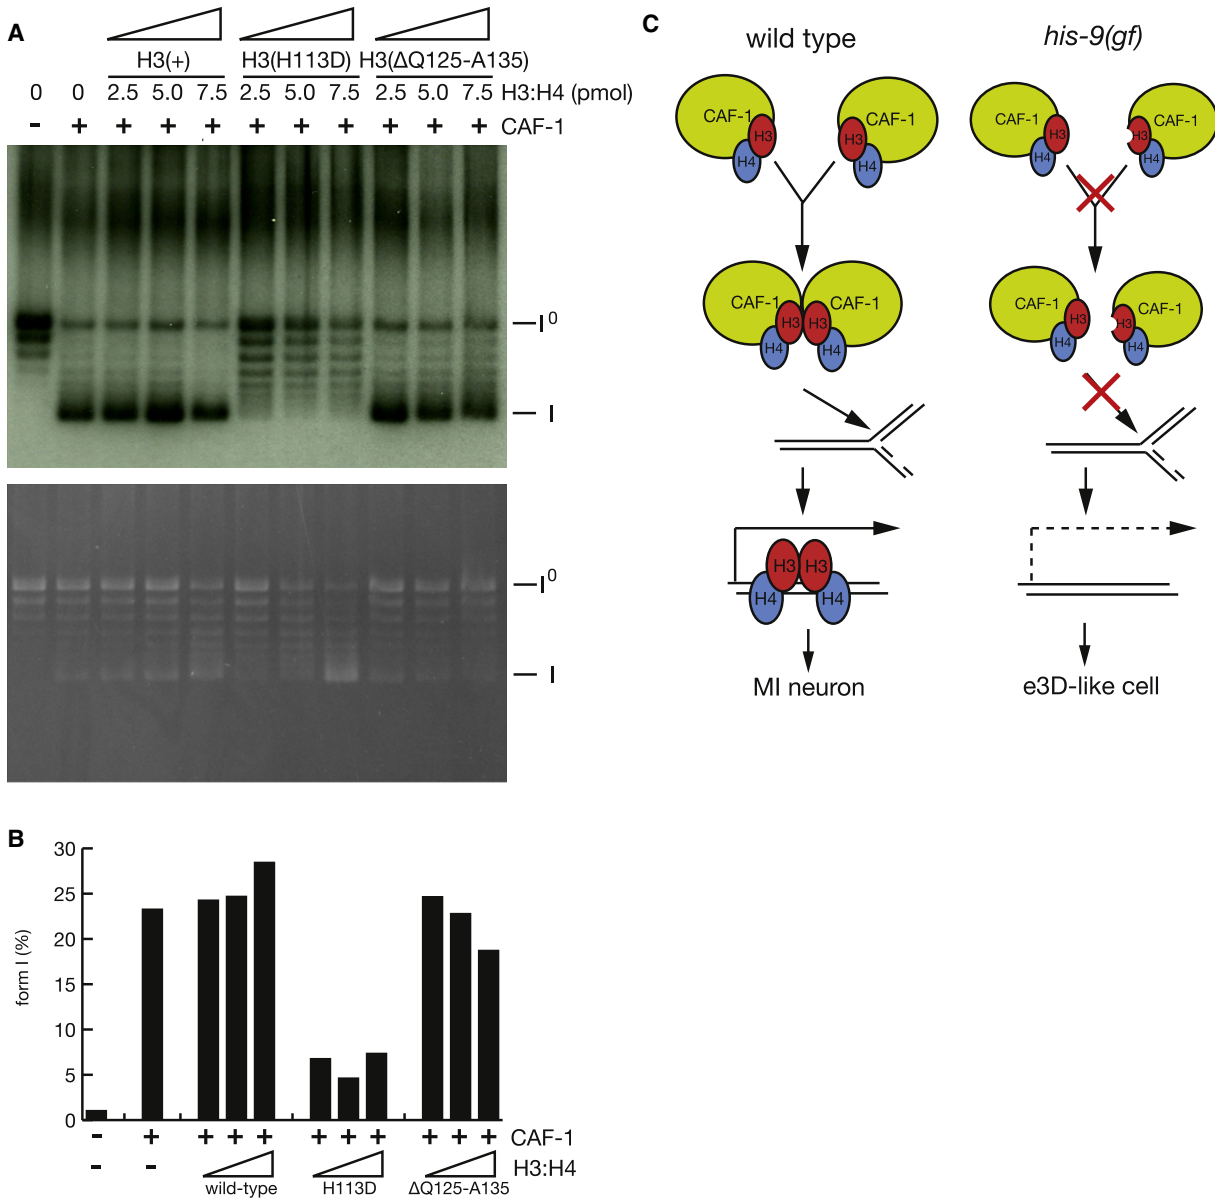 A
H3(+) H3(H113D) H3(ΔQ125-A135)
0 0 2.5 5.0 7.5 2.5 5.0 7.5 2.5 5.0 7.5 H3:H4 (pmol)
- + + + + + + + + + + CAF-1
I0
I
I0
I
B
form I (%)
30
25
20
15
10
5
0
- + + + + + + + + + + CAF-1
- - H3:H4
wild-type H113D ΔQ125-A135
C
wild type his-9(gf)
CAF-1 H3 H4 CAF-1 H3 H4 CAF-1 H3 H4 CAF-1 H3 H4
CAF-1 H3 H4 CAF-1 H3 H4 CAF-1 H3 H4 CAF-1 H3 H4
H3 H3
H4 H4
MI neuron e3D-like cell